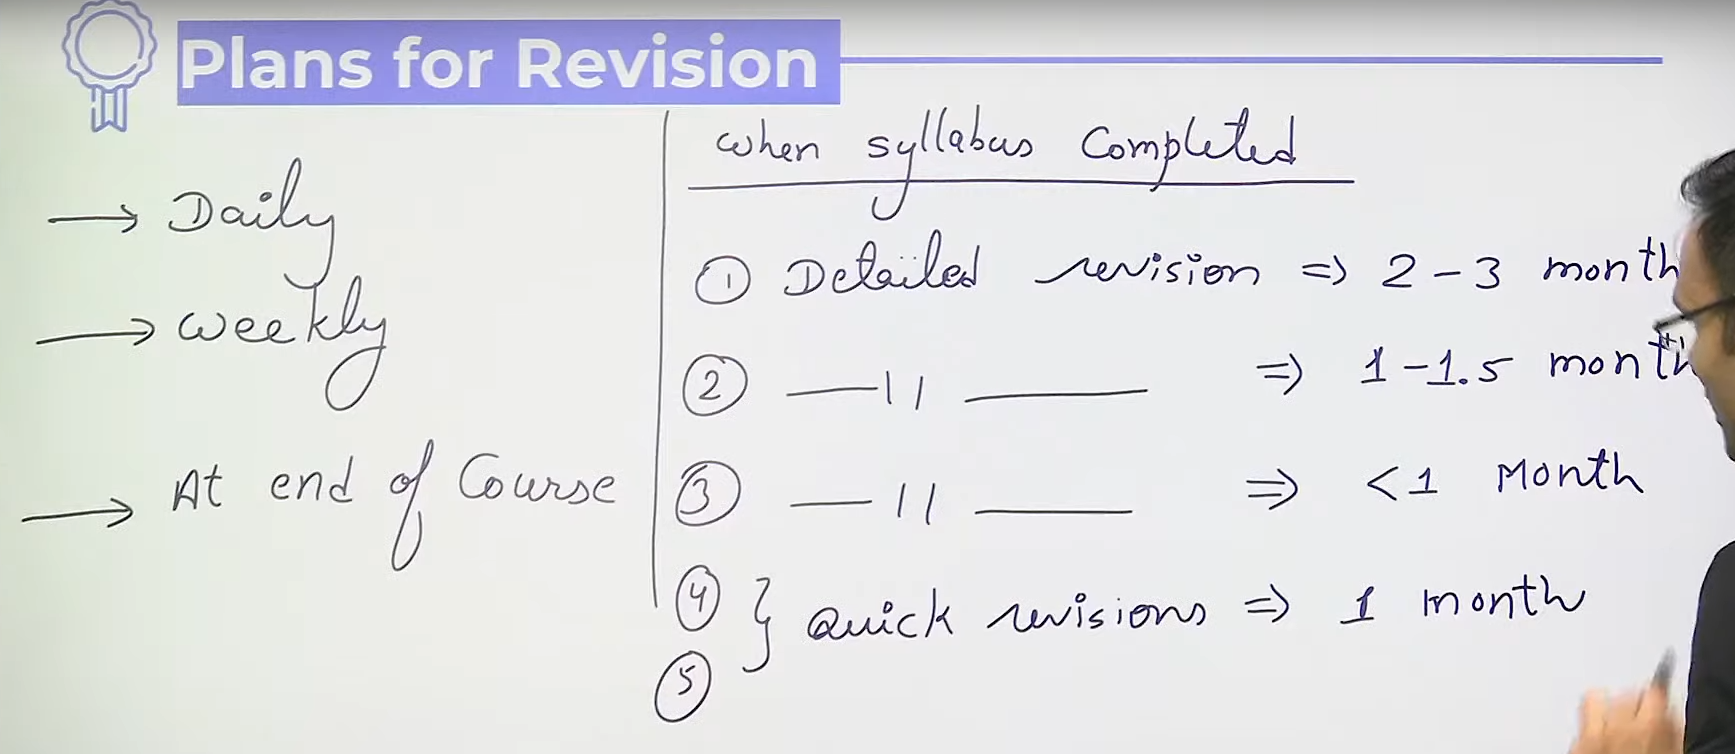 Plans for Revision
→ Daily
→ Weekly
→ At end of Course
When syllabus Completed
① Detailed revision ⇒ 2 - 3 month
② —11— ⇒ 1 - 1.5 month
③ —11— ⇒ < 1 Month
④ } Quick revisions ⇒ 1 month
⑤